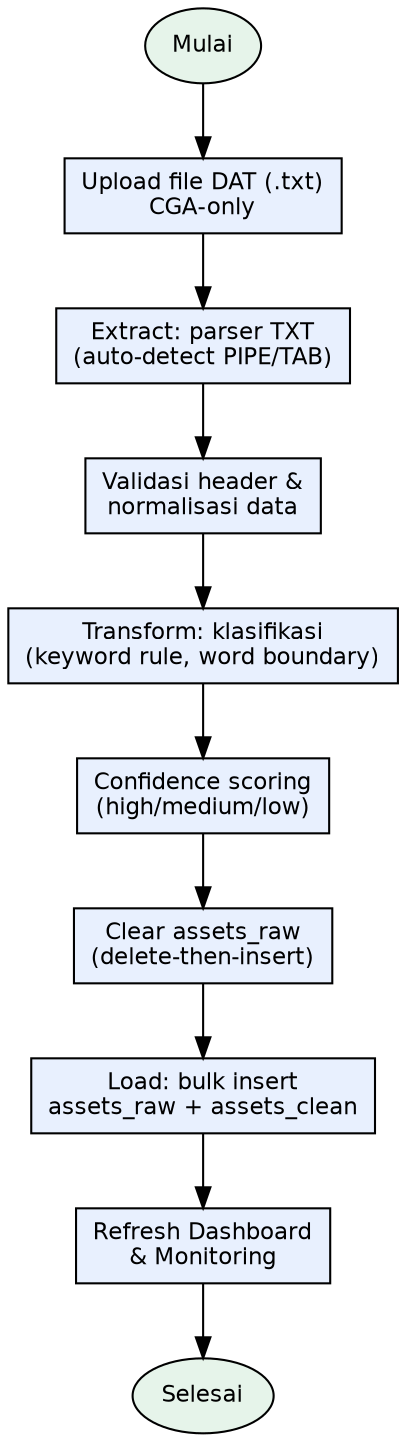 Mulai
Upload file DAT (.txt)
CGA-only
Extract: parser TXT
(auto-detect PIPE/TAB)
Validasi header &
normalisasi data
Transform: klasifikasi
(keyword rule, word boundary)
Confidence scoring
(high/medium/low)
Clear assets_raw
(delete-then-insert)
Load: bulk insert
assets_raw + assets_clean
Refresh Dashboard
& Monitoring
Selesai